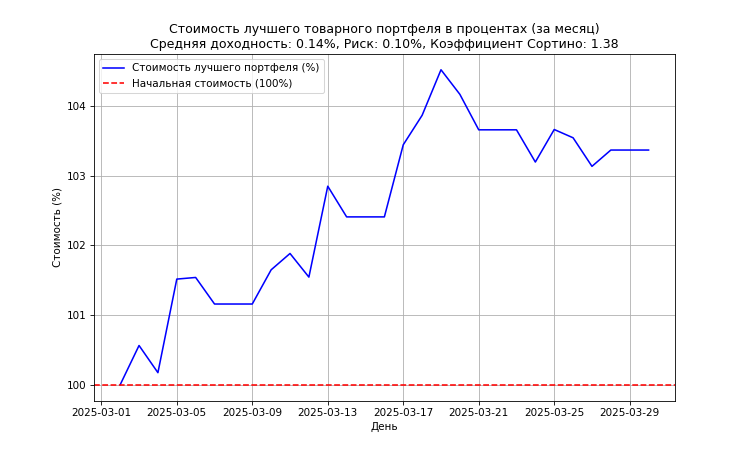 Стоимость лучшего товарного портфеля в процентах (за месяц)
Средняя доходность: 0.14%, Риск: 0.10%, Коэффициент Сортино: 1.38
Стоимость лучшего портфеля (%)
Начальная стоимость (100%)
Стоимость (%)
104
103
102
101
100
2025-03-01
2025-03-05
2025-03-09
2025-03-13
2025-03-17
2025-03-21
2025-03-25
2025-03-29
День